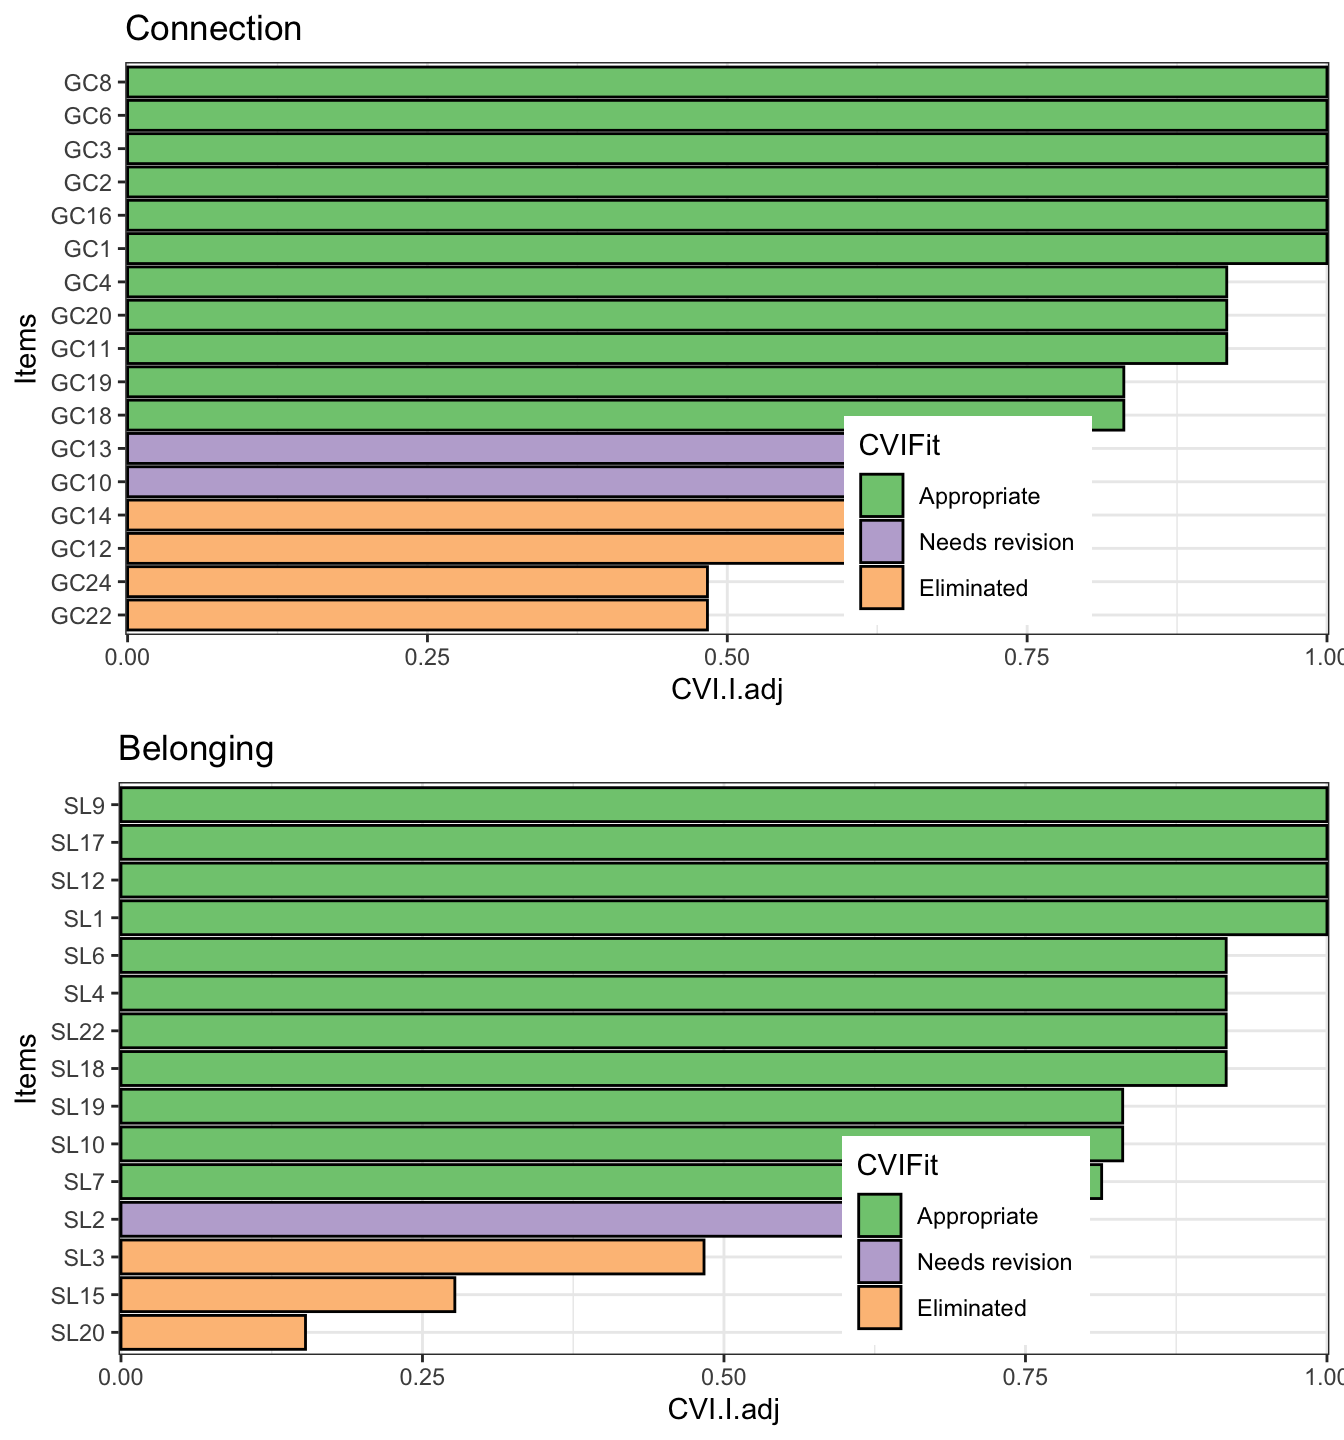 Connection
GC8
GC6
GC3
GC2
GC16
GC1
GC4
GC20
GC11
GC19
GC18
GC13
GC10
GC14
GC12
GC24
GC22
Items
CVIFit
Appropriate
Needs revision
Eliminated
0.00 0.25 0.50 0.75 1.00
CVI.I.adj
Belonging
SL9
SL17
SL12
SL1
SL6
SL4
SL22
SL18
SL19
SL10
SL7
SL2
SL3
SL15
SL20
Items
CVIFit
Appropriate
Needs revision
Eliminated
0.00 0.25 0.50 0.75 1.00
CVI.I.adj